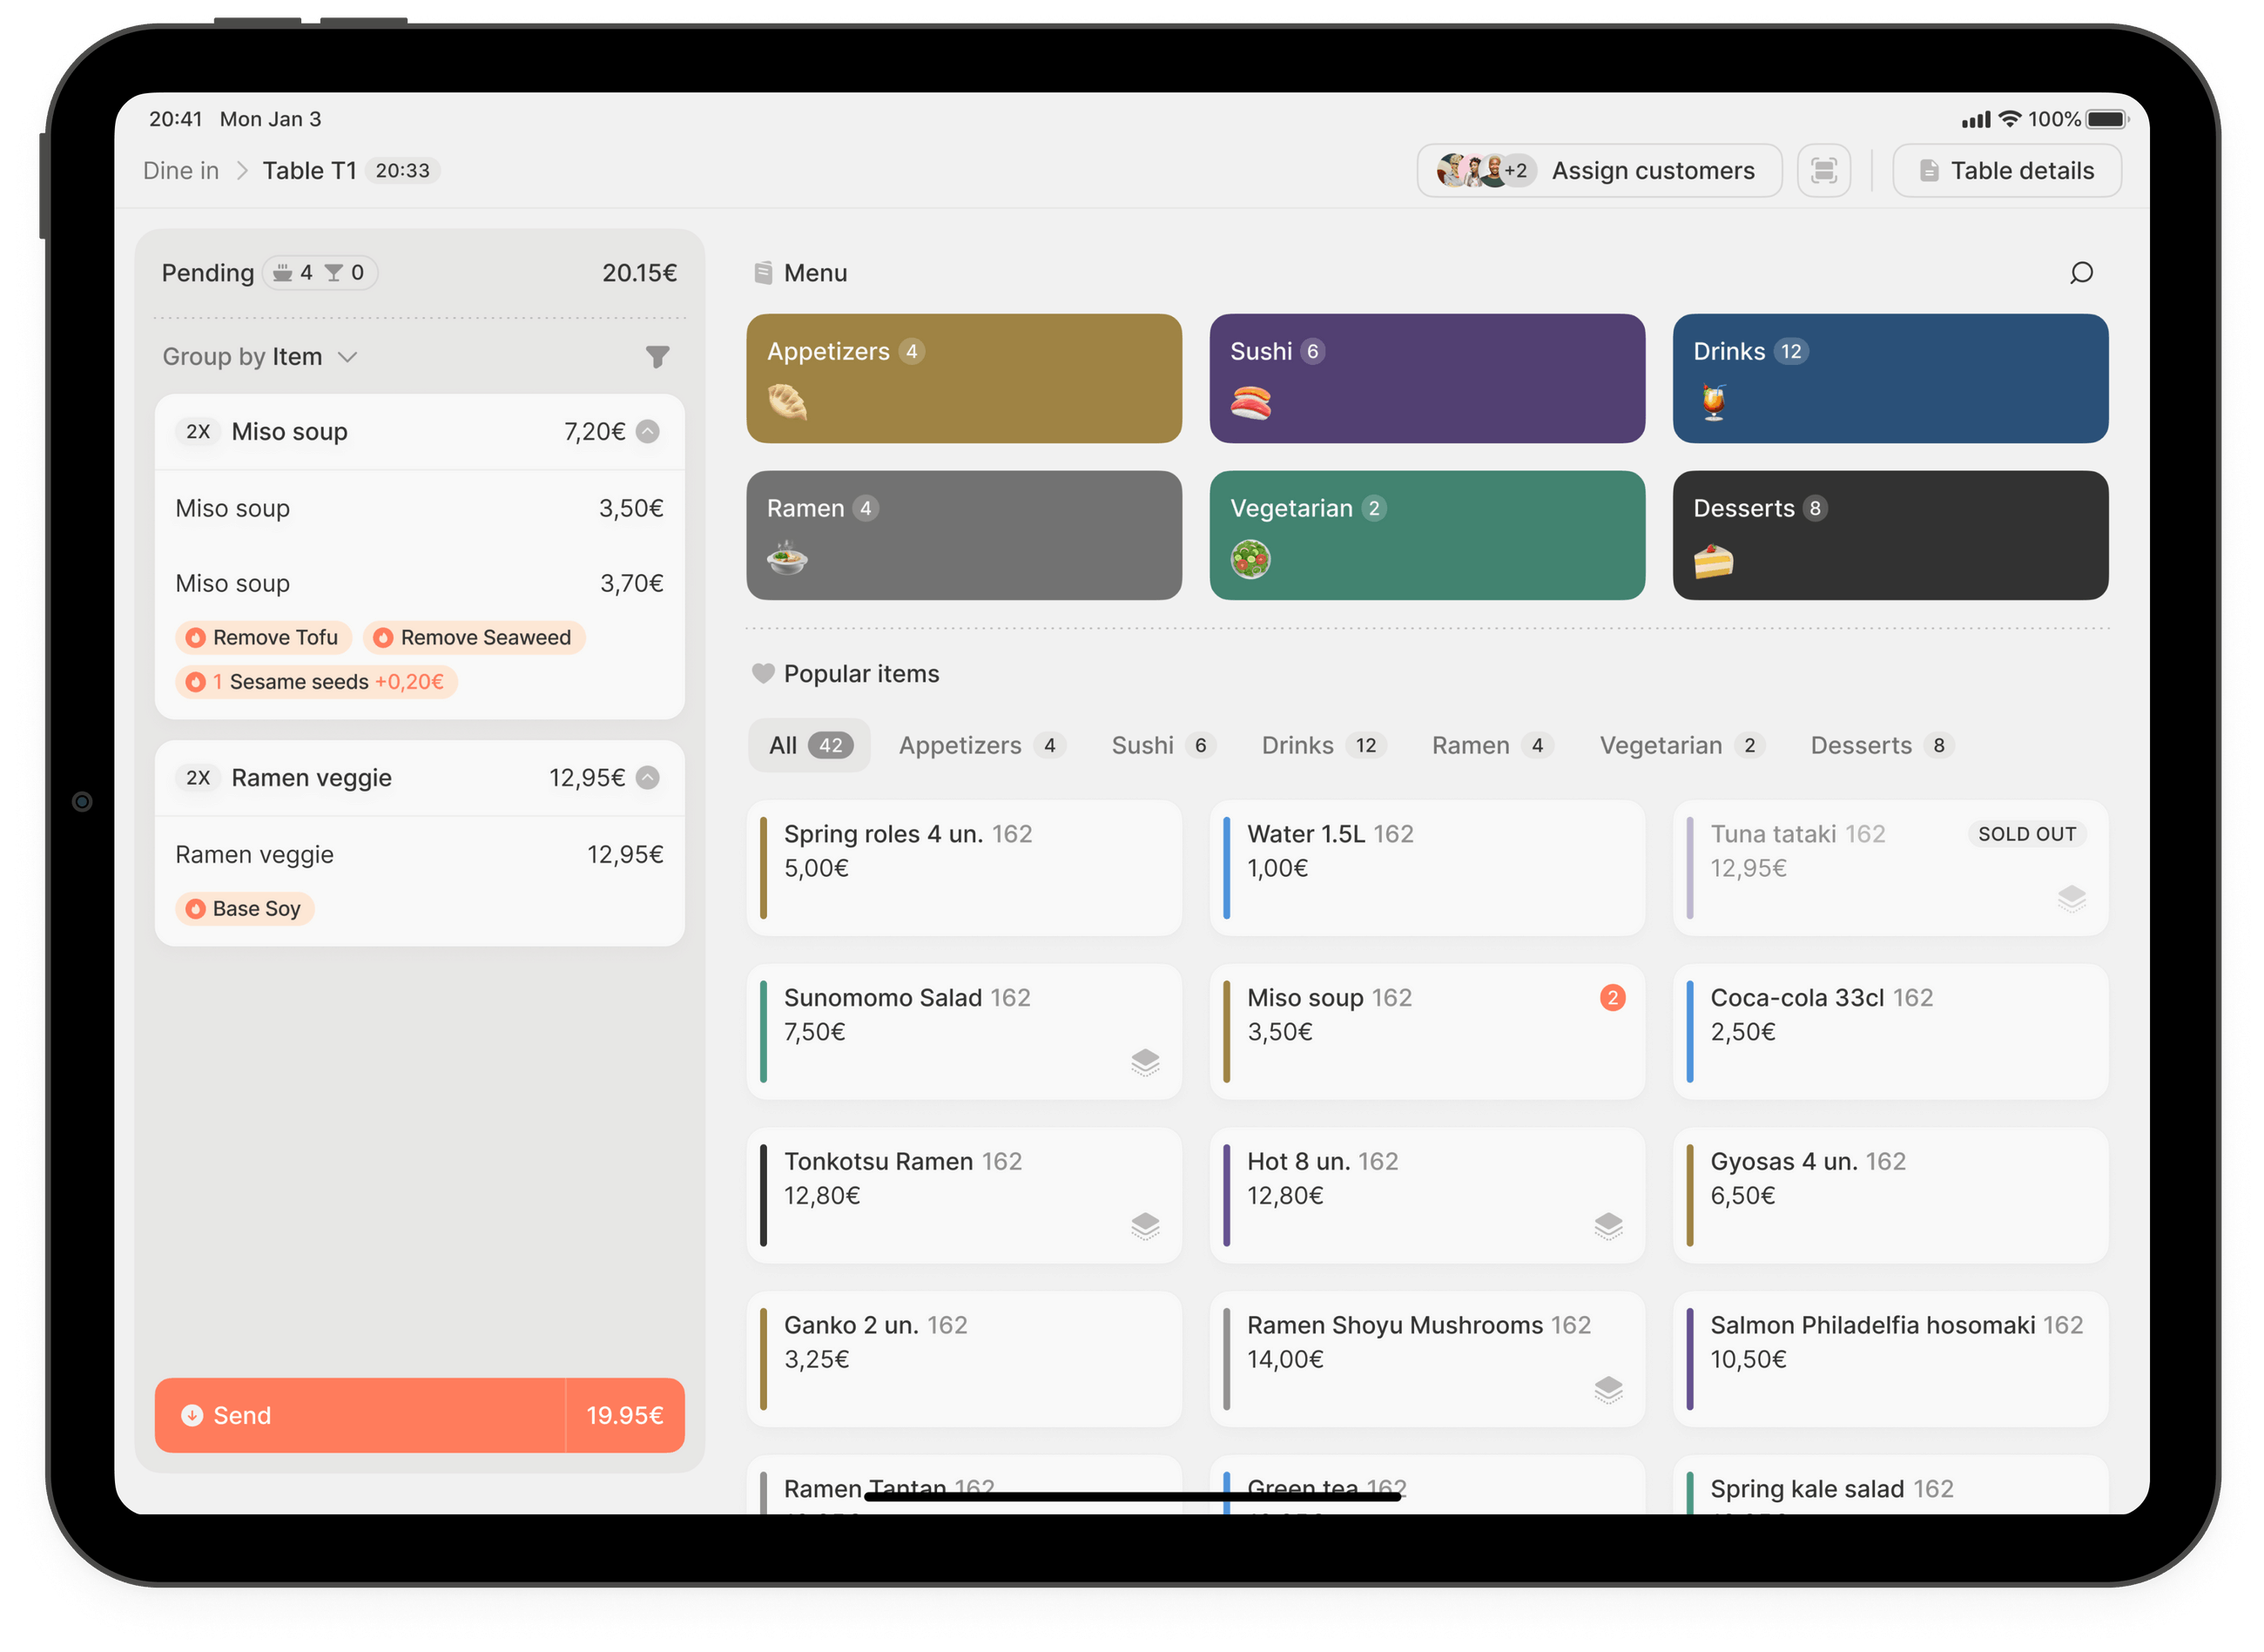 20:41 Mon Jan 3
100%
Dine in > Table T1 20:33
+2 Assign customers
Table details
Pending 4 0 20.15€
Group by Item
2X Miso soup 7,20€
Miso soup 3,50€
Miso soup 3,70€
Remove Tofu Remove Seaweed
1 Sesame seeds +0,20€
2X Ramen veggie 12,95€
Ramen veggie 12,95€
Base Soy
Send 19.95€
Menu
Appetizers 4
Sushi 6
Drinks 12
Ramen 4
Vegetarian 2
Desserts 8
Popular items
All 42 Appetizers 4 Sushi 6 Drinks 12 Ramen 4 Vegetarian 2 Desserts 8
Spring roles 4 un. 162
5,00€
Water 1.5L 162
1,00€
Tuna tataki 162 SOLD OUT
12,95€
Sunomomo Salad 162
7,50€
Miso soup 162 2
3,50€
Coca-cola 33cl 162
2,50€
Tonkotsu Ramen 162
12,80€
Hot 8 un. 162
12,80€
Gyosas 4 un. 162
6,50€
Ganko 2 un. 162
3,25€
Ramen Shoyu Mushrooms 162
14,00€
Salmon Philadelfia hosomaki 162
10,50€
Ramen Tantan 162
Green tea 162
Spring kale salad 162